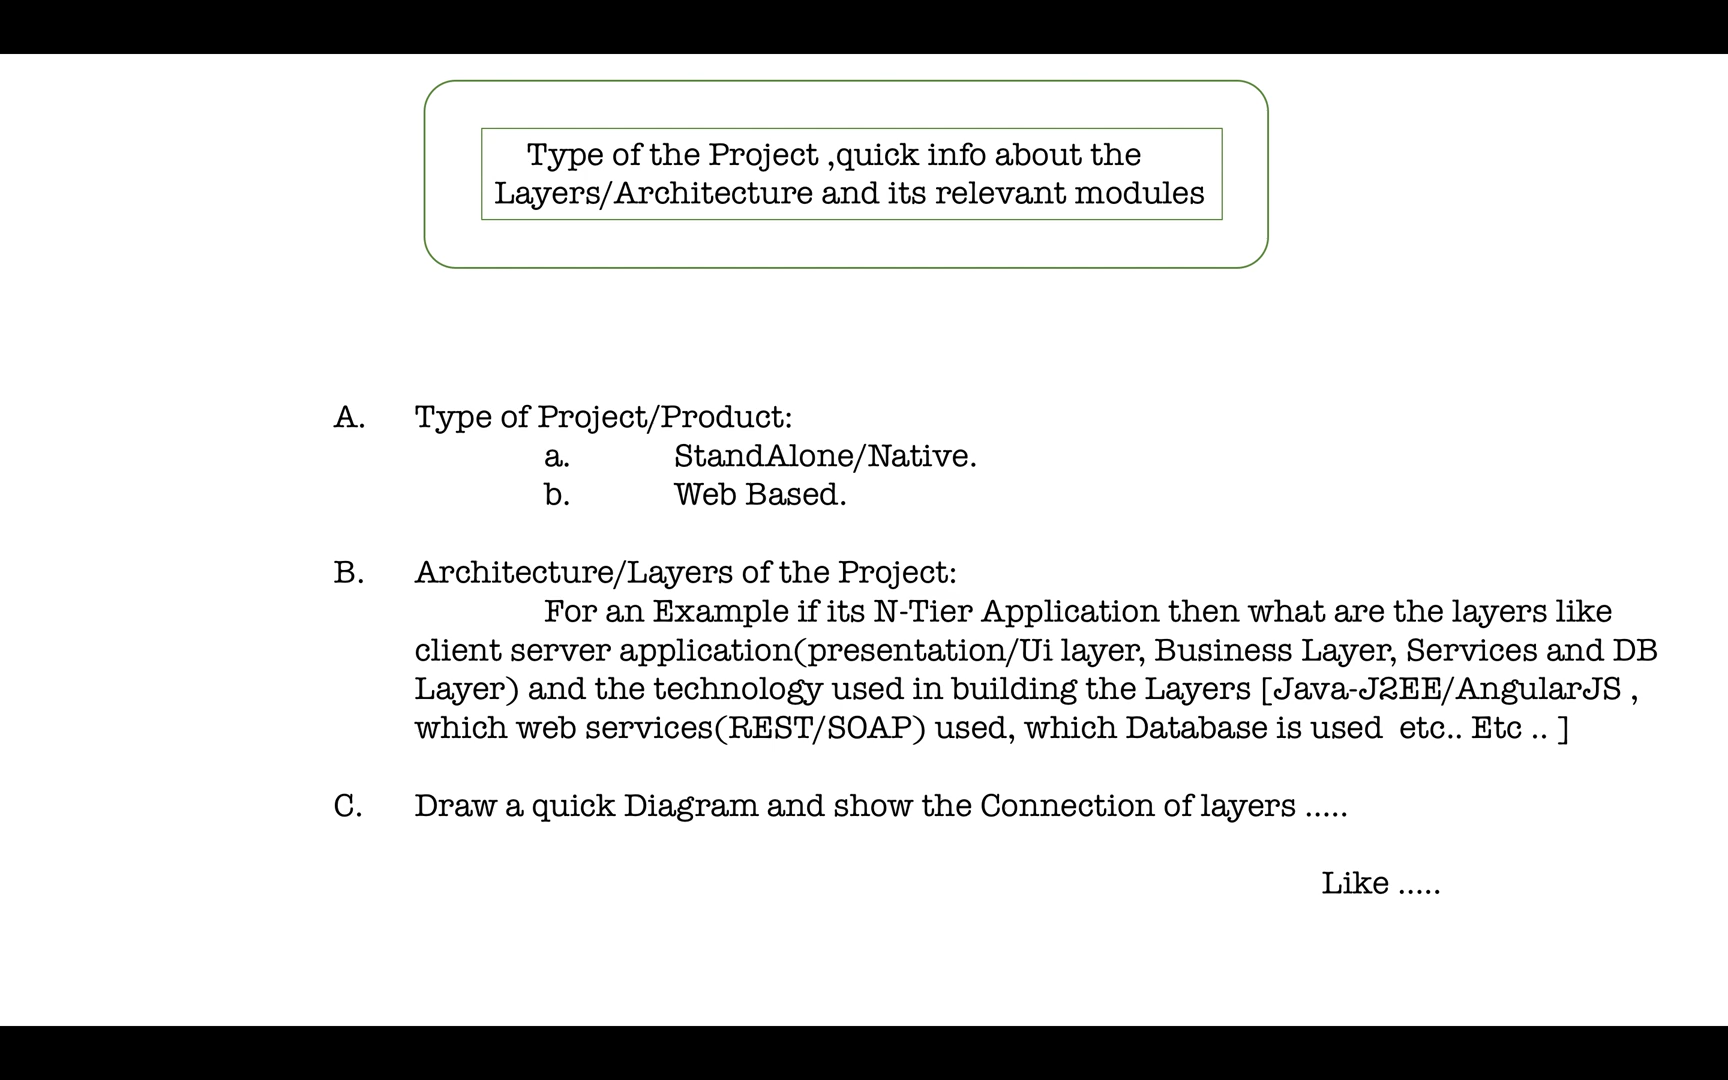 Type of the Project ,quick info about the
Layers/Architecture and its relevant modules
A. Type of Project/Product:
a. StandAlone/Native.
b. Web Based.
B. Architecture/Layers of the Project:
For an Example if its N-Tier Application then what are the layers like
client server application(presentation/Ui layer, Business Layer, Services and DB
Layer) and the technology used in building the Layers [Java-J2EE/AngularJS ,
which web services(REST/SOAP) used, which Database is used etc.. Etc .. ]
C. Draw a quick Diagram and show the Connection of layers .....
Like .....